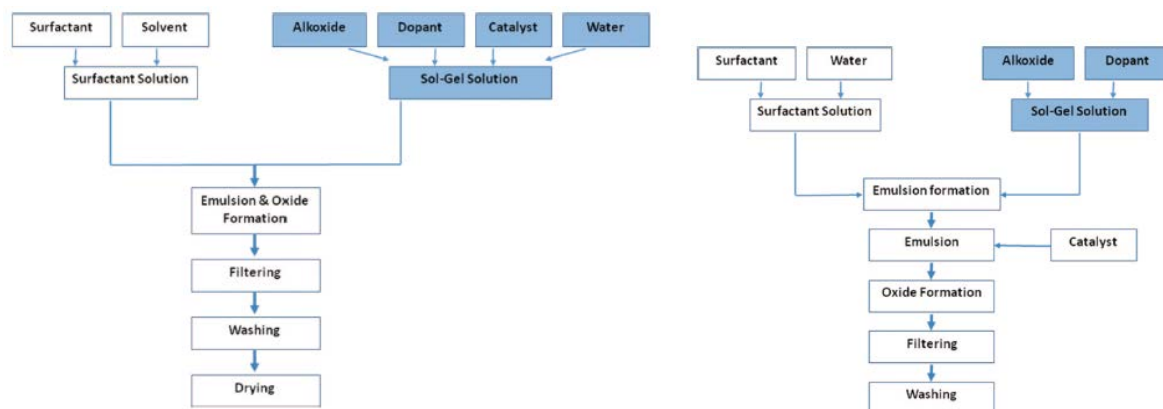 Surfactant
Solvent
Alkoxide
Dopant
Catalyst
Water
Surfactant Solution
Sol-Gel Solution
Emulsion & Oxide
Formation
Filtering
Washing
Drying
Surfactant
Water
Alkoxide
Dopant
Surfactant Solution
Sol-Gel Solution
Emulsion formation
Emulsion
Catalyst
Oxide Formation
Filtering
Washing